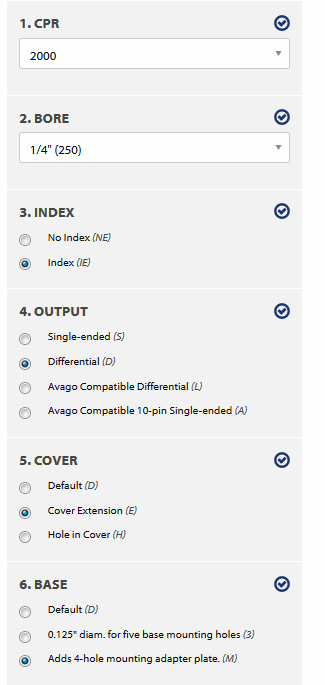 1. CPR
2000
2. BORE
1/4" (250)
3. INDEX
No Index (NE)
Index (IE)
4. OUTPUT
Single-ended (S)
Differential (D)
Avago Compatible Differential (L)
Avago Compatible 10-pin Single-ended (A)
5. COVER
Default (D)
Cover Extension (E)
Hole in Cover (H)
6. BASE
Default (D)
0.125" diam. for five base mounting holes (3)
Adds 4-hole mounting adapter plate. (M)